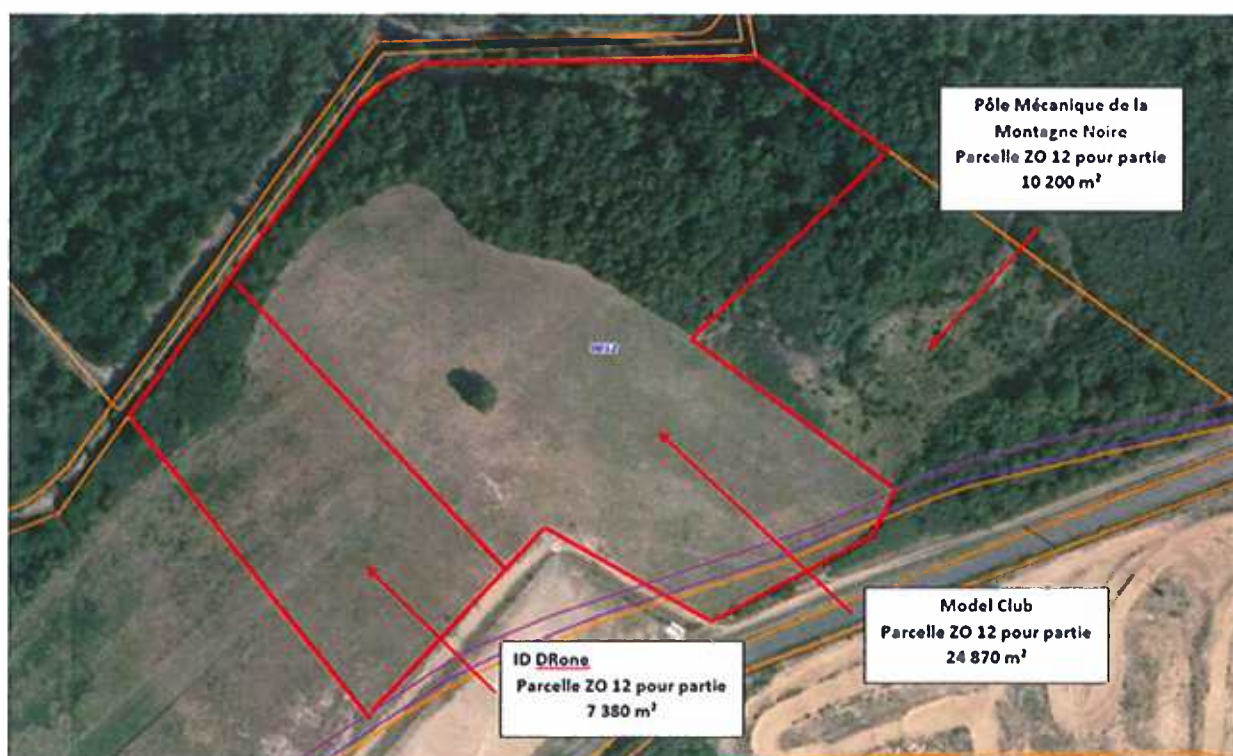 Pôle Mécanique de la
Montagne Noire
Parcelle ZO 12 pour partie
10 200 m²
Model Club
Parcelle ZO 12 pour partie
24 870 m²
ID DRone
Parcelle ZO 12 pour partie
7 380 m²